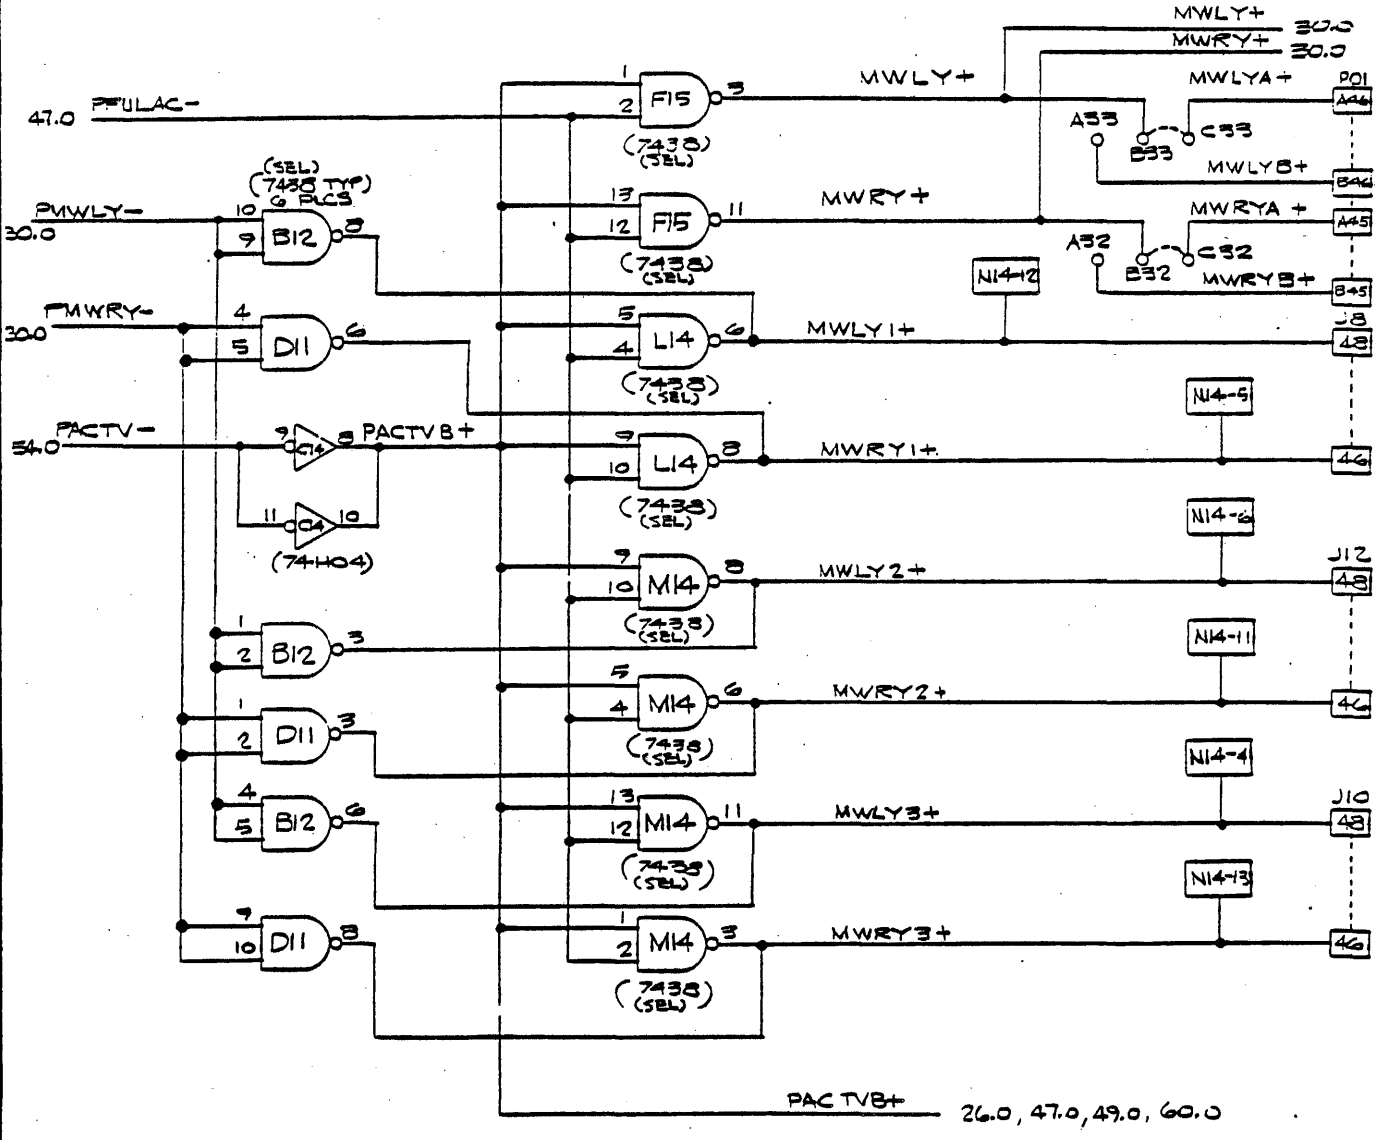 MWLY+
30.0
MWRY+
30.0
47.0
PFULAC-
1
2
F15
3
(7438)
(SEL)
MWLY+
MWLYA+
P01
A46
A33
B33
C33
MWLYB+
B46
(SEL)
(7438 TYP)
6 PLCS
PMWLY-
30.0
10
9
B12
8
13
12
F15
11
(7438)
(SEL)
MWRY+
MWRYA+
A45
A32
B32
C32
MWRYB+
B45
N14-12
PMWRY-
30.0
4
5
D11
6
5
4
L14
6
(7438)
(SEL)
MWLY1+
J8
48
N14-5
PACTV-
54.0
9
C14
8
PACTVB+
11
C14
10
(74H04)
9
10
L14
8
(7438)
(SEL)
MWRY1+
46
N14-6
9
10
M14
8
(7438)
(SEL)
MWLY2+
J12
48
1
2
B12
3
N14-11
5
4
M14
6
(7438)
(SEL)
MWRY2+
46
1
2
D11
3
N14-4
4
5
B12
6
13
12
M14
11
(7438)
(SEL)
MWLY3+
J10
48
N14-13
9
10
D11
8
1
2
M14
3
(7438)
(SEL)
MWRY3+
46
PACTVB+
26.0, 47.0, 49.0, 60.0